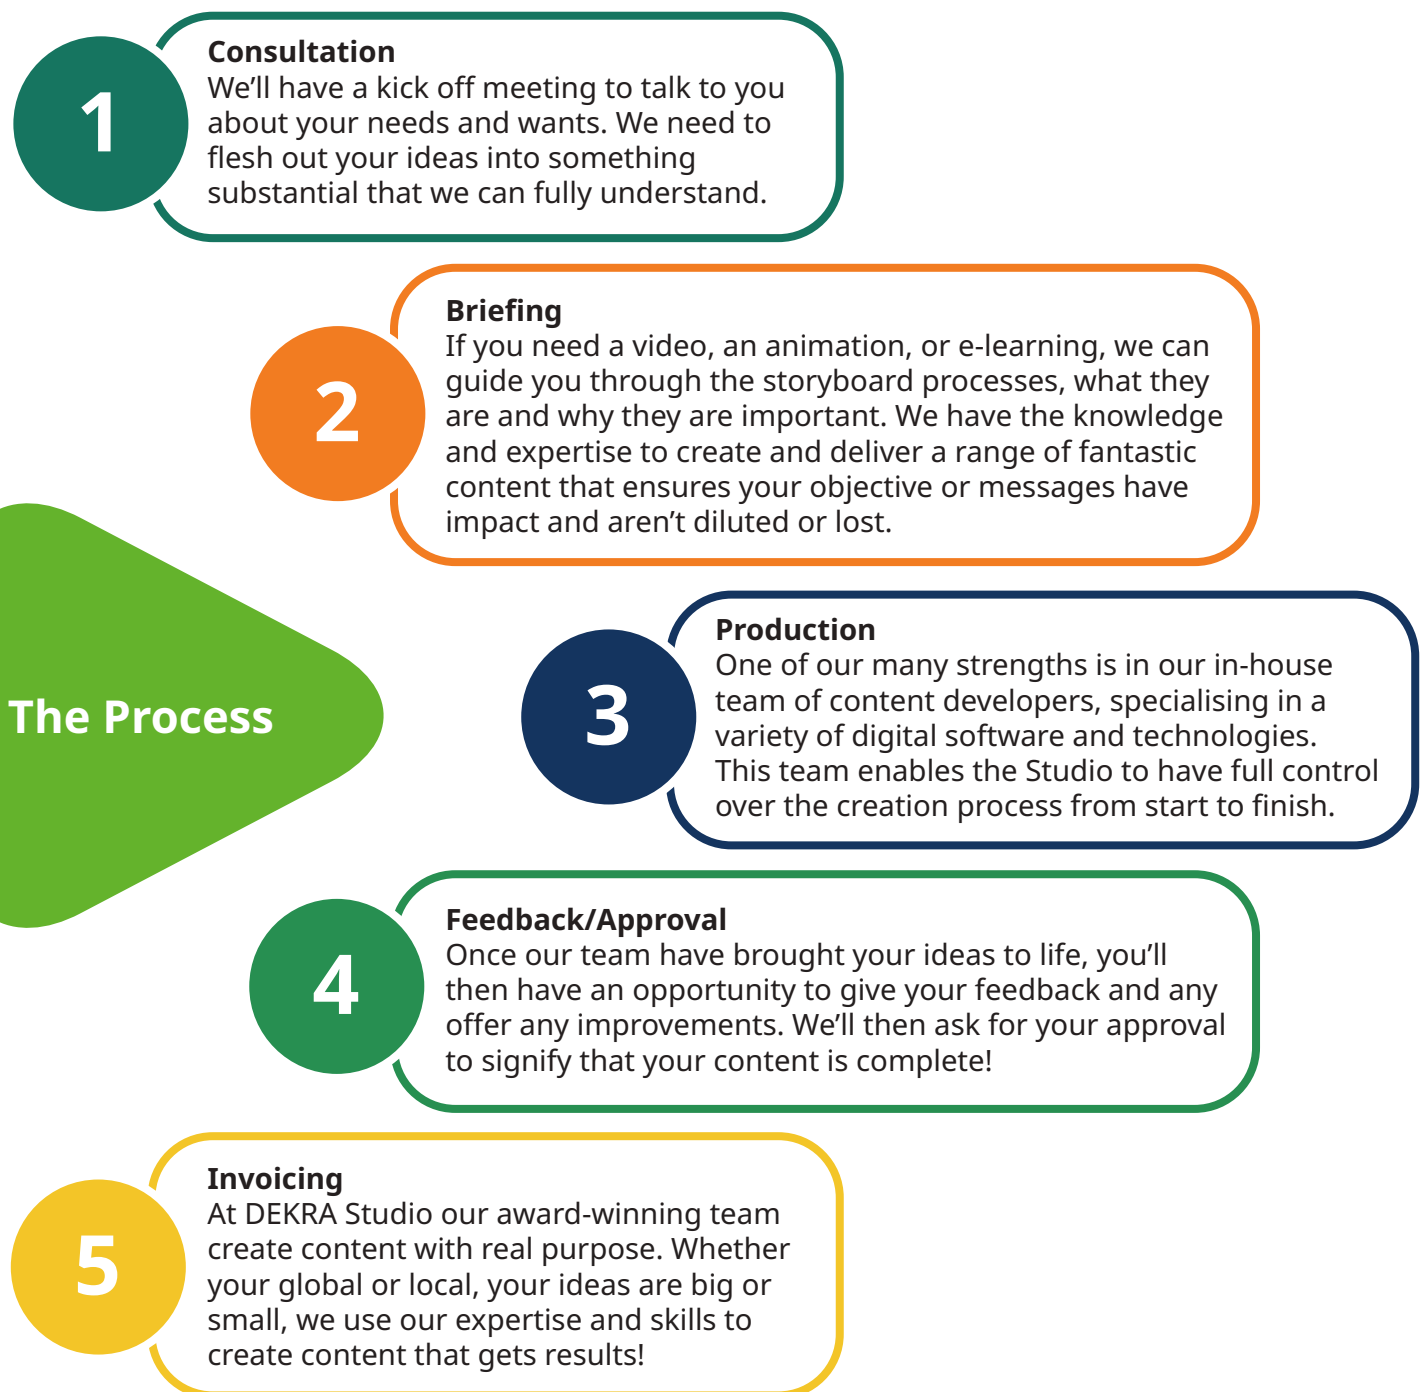 1
Consultation
We'll have a kick off meeting to talk to you
about your needs and wants. We need to
flesh out your ideas into something
substantial that we can fully understand.
2
Briefing
If you need a video, an animation, or e-learning, we can
guide you through the storyboard processes, what they
are and why they are important. We have the knowledge
and expertise to create and deliver a range of fantastic
content that ensures your objective or messages have
impact and aren't diluted or lost.
The Process
3
Production
One of our many strengths is in our in-house
team of content developers, specialising in a
variety of digital software and technologies.
This team enables the Studio to have full control
over the creation process from start to finish.
4
Feedback/Approval
Once our team have brought your ideas to life, you'll
then have an opportunity to give your feedback and any
offer any improvements. We'll then ask for your approval
to signify that your content is complete!
5
Invoicing
At DEKRA Studio our award-winning team
create content with real purpose. Whether
your global or local, your ideas are big or
small, we use our expertise and skills to
create content that gets results!